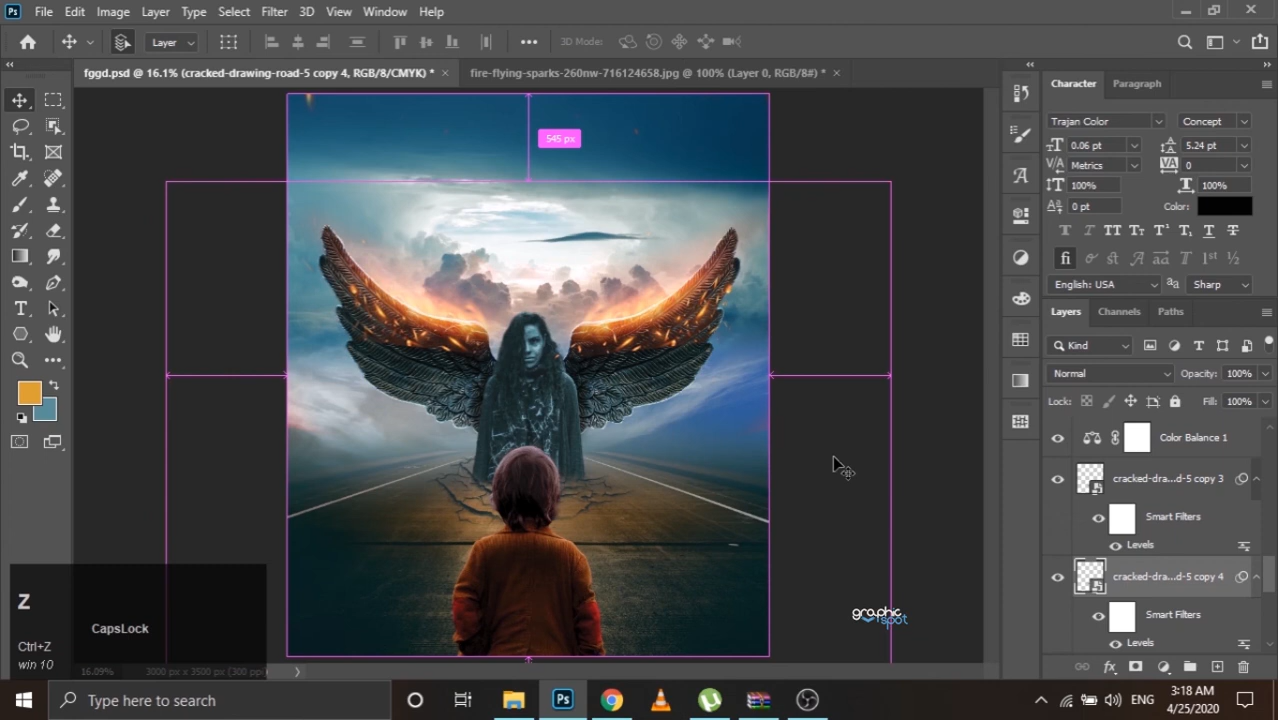 Ps File Edit Image Layer Type Select Filter 3D View Window Help
Layer 3D Mode:
fggd.psd @ 16.1% (cracked-drawing-road-5 copy 4, RGB/8/CMYK) * × fire-flying-sparks-260nw-716124658.jpg @ 100% (Layer 0, RGB/8#) * ×
545 px
Character Paragraph
Trajan Color Concept
0.06 pt 5.24 pt
Metrics 0
100% 100%
0 pt Color:
English: USA Sharp
Layers Channels Paths
Kind
Normal Opacity: 100%
Lock: Fill: 100%
Color Balance 1
cracked-dra...d-5 copy 3
Smart Filters
Levels
cracked-dra...d-5 copy 4
Smart Filters
Levels
graphic
spot
Z
CapsLock
Ctrl+Z
win 10
16.09% 3000 px x 3500 px (300 ppi)
Type here to search
ENG
3:18 AM
4/25/2020